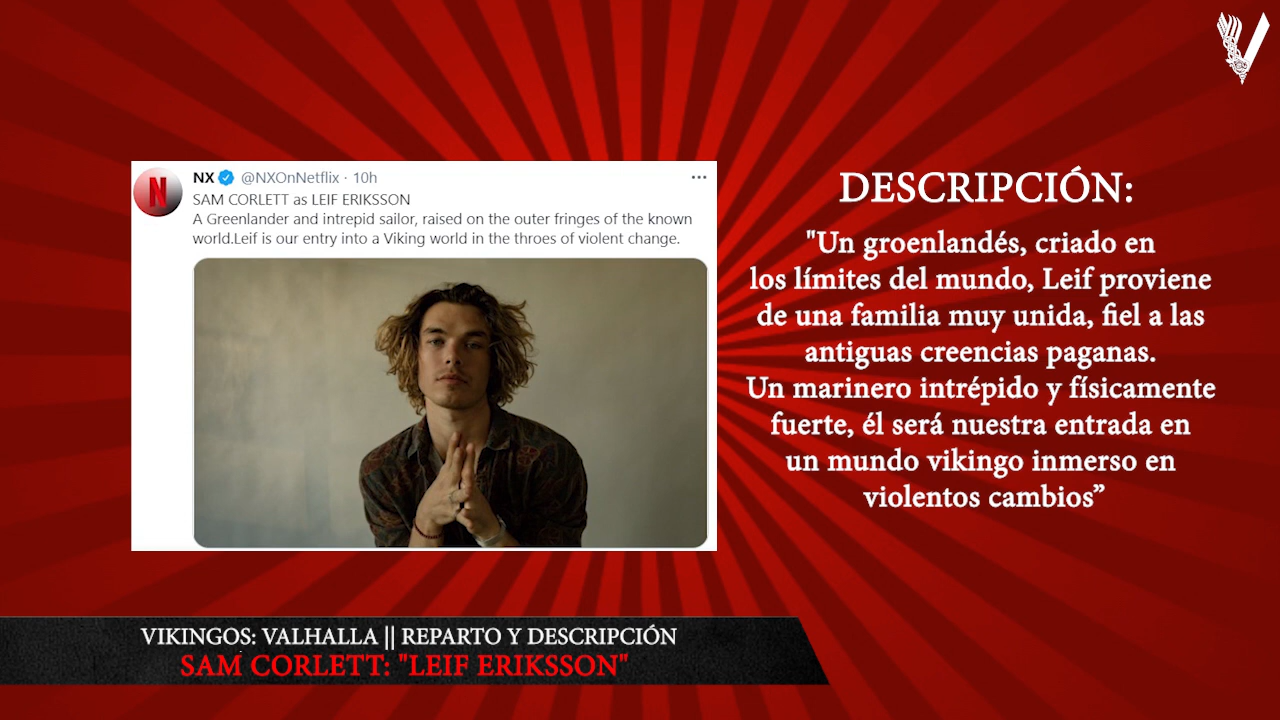 NX @NXOnNetflix · 10h
SAM CORLETT as LEIF ERIKSSON
A Greenlander and intrepid sailor, raised on the outer fringes of the known
world.Leif is our entry into a Viking world in the throes of violent change.
DESCRIPCIÓN:
"Un groenlandés, criado en
los límites del mundo, Leif proviene
de una familia muy unida, fiel a las
antiguas creencias paganas.
Un marinero intrépido y físicamente
fuerte, él será nuestra entrada en
un mundo vikingo inmerso en
violentos cambios”
VIKINGOS: VALHALLA || REPARTO Y DESCRIPCIÓN
SAM CORLETT: "LEIF ERIKSSON"